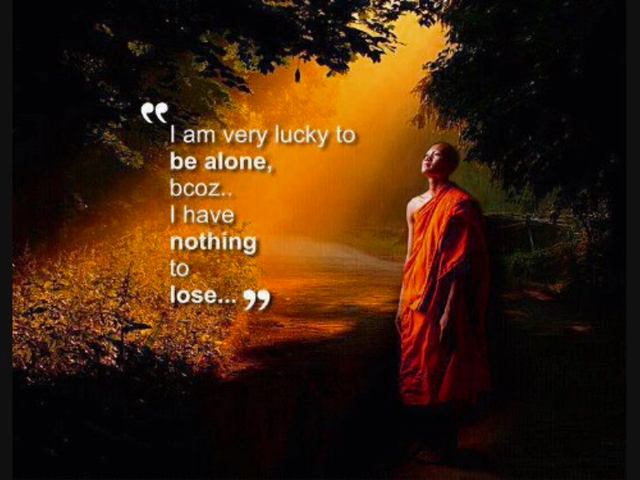 "I am very lucky to
be alone,
bcoz..
I have
nothing
to
lose..."